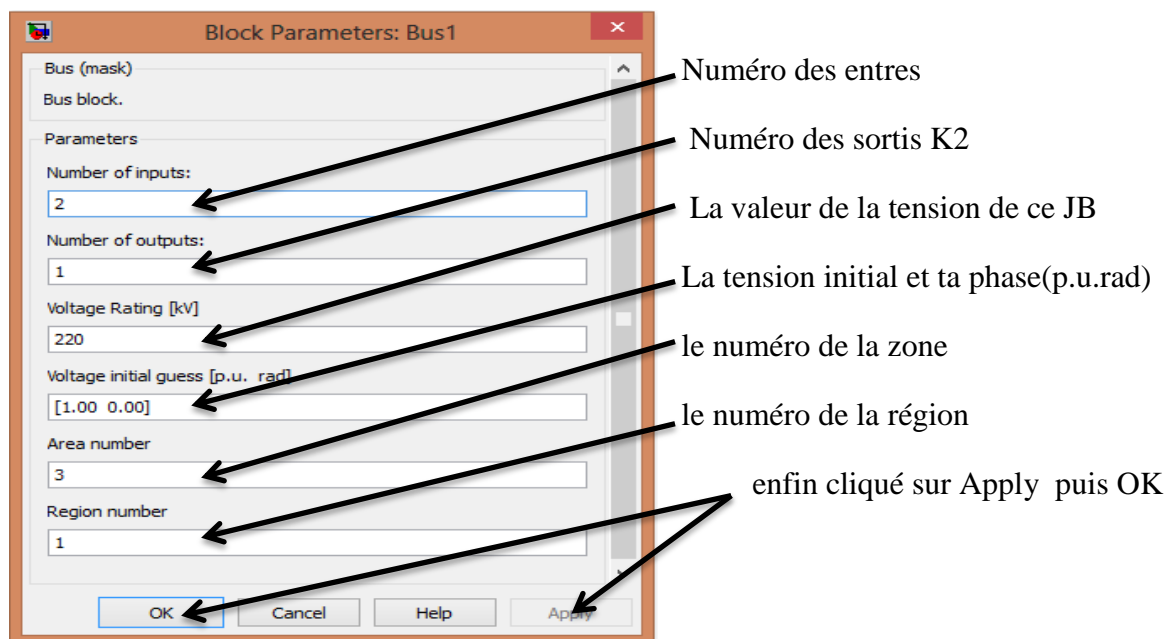 Block Parameters: Bus1
Bus (mask)
Bus block.
Parameters
Number of inputs:
2
Number of outputs:
1
Voltage Rating [kV]
220
Voltage initial guess [p.u. rad]
[1.00 0.00]
Area number
3
Region number
1
OK
Cancel
Help
Apply
Numéro des entres
Numéro des sortis K2
La valeur de la tension de ce JB
La tension initial et ta phase(p.u.rad)
le numéro de la zone
le numéro de la région
enfin cliqué sur Apply puis OK